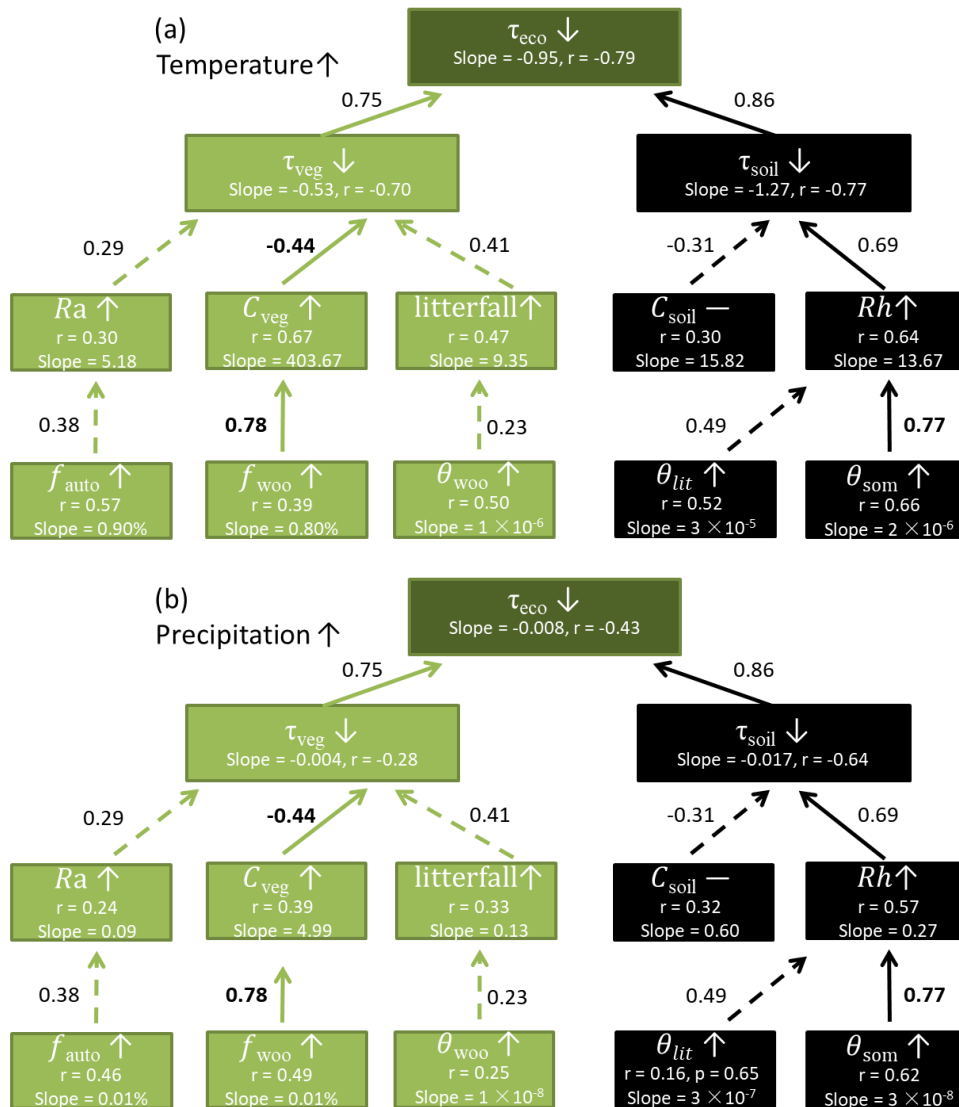 (a)
Temperature ↑
τeco ↓
Slope = -0.95, r = -0.79
0.75
0.86
τveg ↓
Slope = -0.53, r = -0.70
τsoil ↓
Slope = -1.27, r = -0.77
0.29
-0.44
0.41
-0.31
0.69
Ra ↑
r = 0.30
Slope = 5.18
Cveg ↑
r = 0.67
Slope = 403.67
litterfall ↑
r = 0.47
Slope = 9.35
Csoil —
r = 0.30
Slope = 15.82
Rh ↑
r = 0.64
Slope = 13.67
0.38
0.78
0.23
0.49
0.77
fauto ↑
r = 0.57
Slope = 0.90%
fwoo ↑
r = 0.39
Slope = 0.80%
θwoo ↑
r = 0.50
Slope = 1 × 10⁻⁶
θlit ↑
r = 0.52
Slope = 3 × 10⁻⁵
θsom ↑
r = 0.66
Slope = 2 × 10⁻⁶
(b)
Precipitation ↑
τeco ↓
Slope = -0.008, r = -0.43
0.75
0.86
τveg ↓
Slope = -0.004, r = -0.28
τsoil ↓
Slope = -0.017, r = -0.64
0.29
-0.44
0.41
-0.31
0.69
Ra ↑
r = 0.24
Slope = 0.09
Cveg ↑
r = 0.39
Slope = 4.99
litterfall ↑
r = 0.33
Slope = 0.13
Csoil —
r = 0.32
Slope = 0.60
Rh ↑
r = 0.57
Slope = 0.27
0.38
0.78
0.23
0.49
0.77
fauto ↑
r = 0.46
Slope = 0.01%
fwoo ↑
r = 0.49
Slope = 0.01%
θwoo ↑
r = 0.25
Slope = 1 × 10⁻⁸
θlit ↑
r = 0.16, p = 0.65
Slope = 3 × 10⁻⁷
θsom ↑
r = 0.62
Slope = 3 × 10⁻⁸